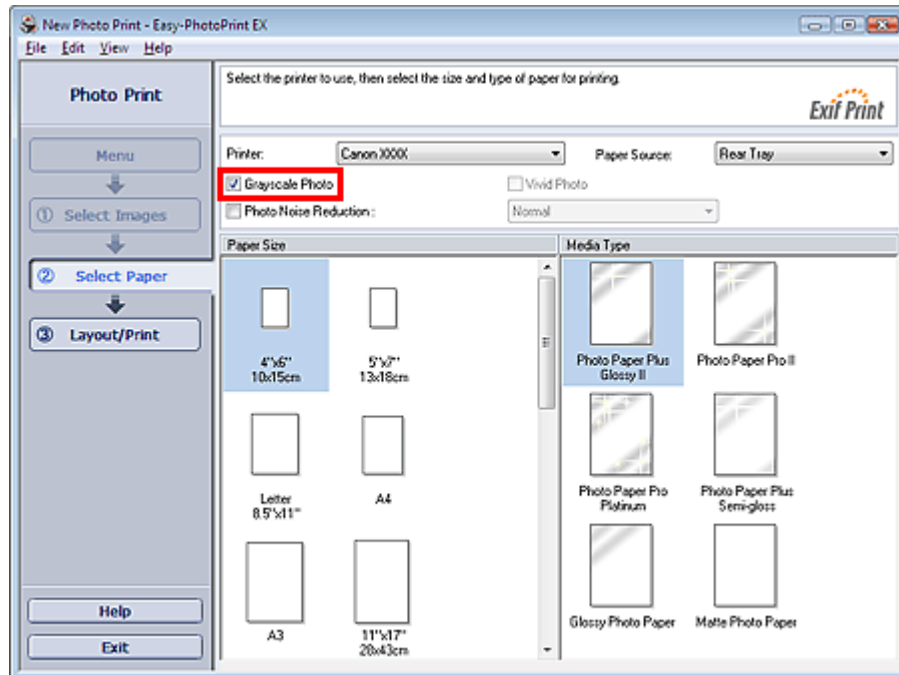 New Photo Print - Easy-PhotoPrint EX
File Edit View Help
Photo Print
Select the printer to use, then select the size and type of paper for printing.
Exif Print
Menu
① Select Images
② Select Paper
③ Layout/Print
Help
Exit
Printer: Canon XXXX Paper Source: Rear Tray
Grayscale Photo Vivid Photo
Photo Noise Reduction : Normal
Paper Size
4"x6"
10x15cm
5"x7"
13x18cm
Letter
8.5"x11"
A4
A3
11"x17"
28x43cm
Media Type
Photo Paper Plus
Glossy II
Photo Paper Pro II
Photo Paper Pro
Platinum
Photo Paper Plus
Semi-gloss
Glossy Photo Paper
Matte Photo Paper